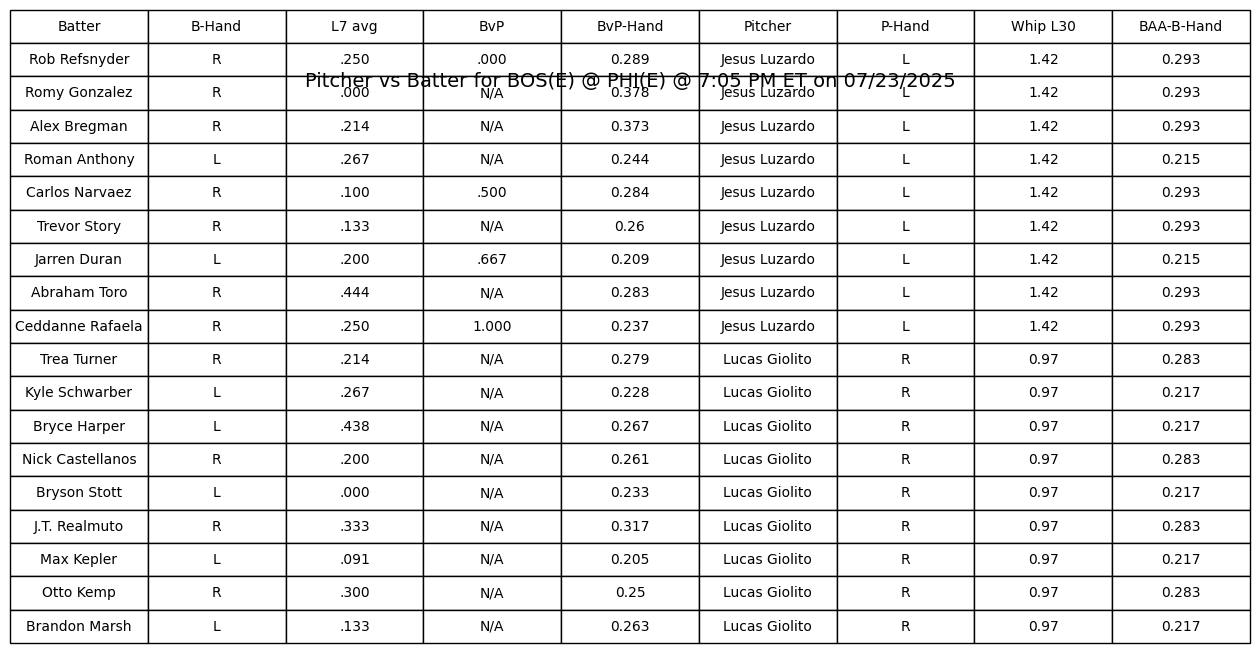 Batter B-Hand L7 avg BvP BvP-Hand Pitcher P-Hand Whip L30 BAA-B-Hand
Rob Refsnyder R .250 .000 0.289 Jesus Luzardo L 1.42 0.293
Pitcher vs Batter for BOS(E) @ PHI(E) @ 7:05 PM ET on 07/23/2025
Romy Gonzalez R .000 N/A 0.378 Jesus Luzardo L 1.42 0.293
Alex Bregman R .214 N/A 0.373 Jesus Luzardo L 1.42 0.293
Roman Anthony L .267 N/A 0.244 Jesus Luzardo L 1.42 0.215
Carlos Narvaez R .100 .500 0.284 Jesus Luzardo L 1.42 0.293
Trevor Story R .133 N/A 0.26 Jesus Luzardo L 1.42 0.293
Jarren Duran L .200 .667 0.209 Jesus Luzardo L 1.42 0.215
Abraham Toro R .444 N/A 0.283 Jesus Luzardo L 1.42 0.293
Ceddanne Rafaela R .250 1.000 0.237 Jesus Luzardo L 1.42 0.293
Trea Turner R .214 N/A 0.279 Lucas Giolito R 0.97 0.283
Kyle Schwarber L .267 N/A 0.228 Lucas Giolito R 0.97 0.217
Bryce Harper L .438 N/A 0.267 Lucas Giolito R 0.97 0.217
Nick Castellanos R .200 N/A 0.261 Lucas Giolito R 0.97 0.283
Bryson Stott L .000 N/A 0.233 Lucas Giolito R 0.97 0.217
J.T. Realmuto R .333 N/A 0.317 Lucas Giolito R 0.97 0.283
Max Kepler L .091 N/A 0.205 Lucas Giolito R 0.97 0.217
Otto Kemp R .300 N/A 0.25 Lucas Giolito R 0.97 0.283
Brandon Marsh L .133 N/A 0.263 Lucas Giolito R 0.97 0.217